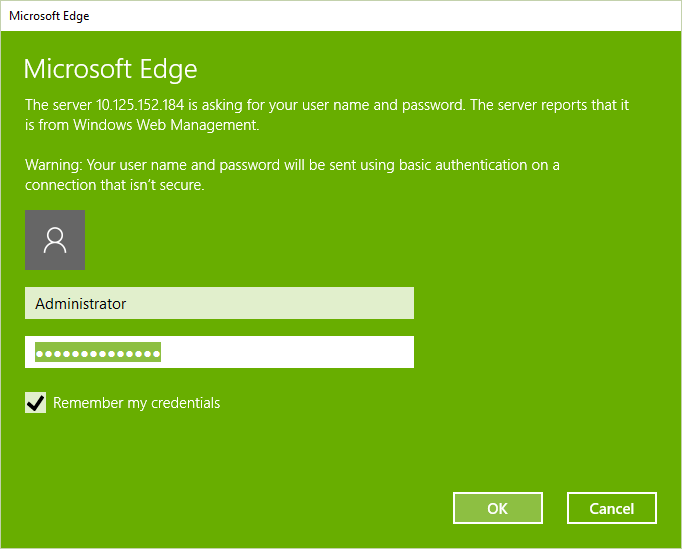 Microsoft Edge
Microsoft Edge
The server 10.125.152.184 is asking for your user name and password. The server reports that it
is from Windows Web Management.
Warning: Your user name and password will be sent using basic authentication on a
connection that isn’t secure.
Administrator
●●●●●●●●●●●●●●
Remember my credentials
OK
Cancel